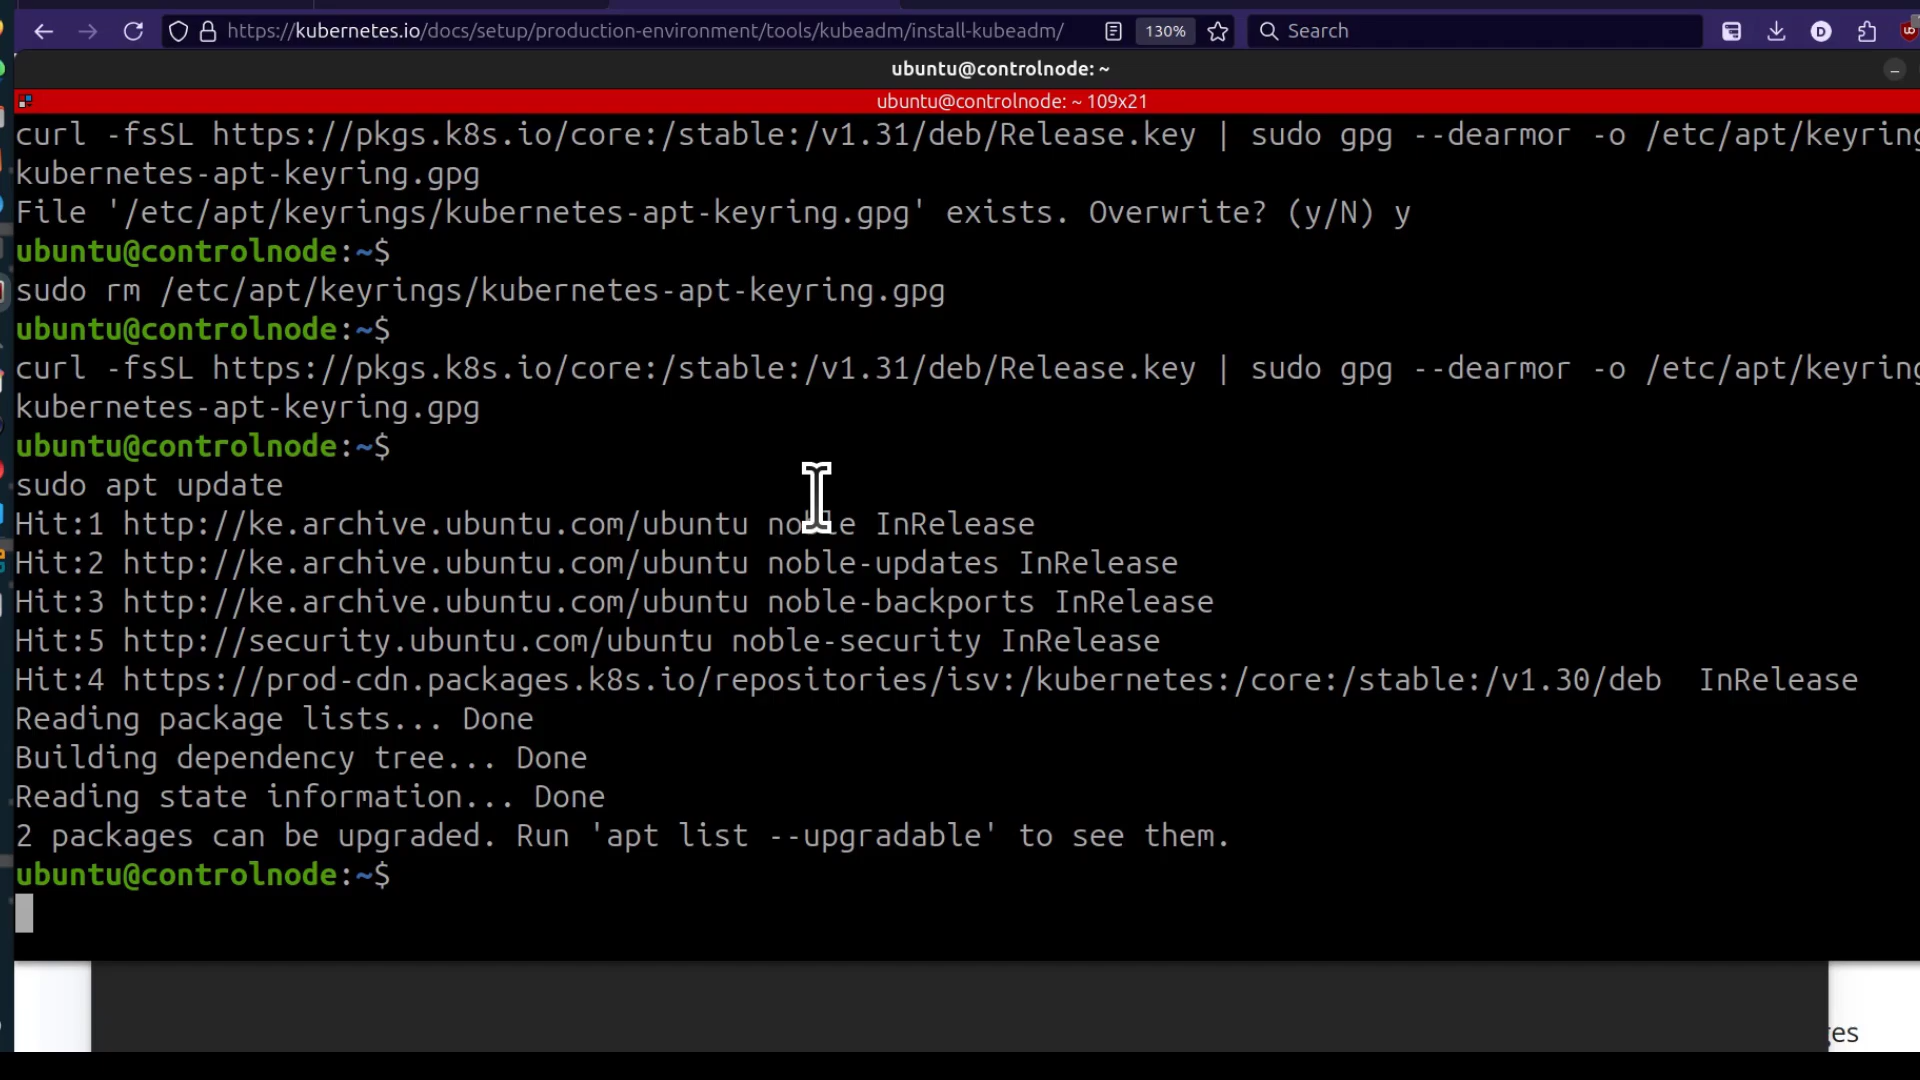 https://kubernetes.io/docs/setup/production-environment/tools/kubeadm/install-kubeadm/ 130% Search D
ubuntu@controlnode: ~
ubuntu@controlnode: ~ 109x21
curl -fsSL https://pkgs.k8s.io/core:/stable:/v1.31/deb/Release.key | sudo gpg --dearmor -o /etc/apt/keyring
kubernetes-apt-keyring.gpg
File '/etc/apt/keyrings/kubernetes-apt-keyring.gpg' exists. Overwrite? (y/N) y
ubuntu@controlnode:~$
sudo rm /etc/apt/keyrings/kubernetes-apt-keyring.gpg
ubuntu@controlnode:~$
curl -fsSL https://pkgs.k8s.io/core:/stable:/v1.31/deb/Release.key | sudo gpg --dearmor -o /etc/apt/keyring
kubernetes-apt-keyring.gpg
ubuntu@controlnode:~$
sudo apt update
Hit:1 http://ke.archive.ubuntu.com/ubuntu noble InRelease
Hit:2 http://ke.archive.ubuntu.com/ubuntu noble-updates InRelease
Hit:3 http://ke.archive.ubuntu.com/ubuntu noble-backports InRelease
Hit:5 http://security.ubuntu.com/ubuntu noble-security InRelease
Hit:4 https://prod-cdn.packages.k8s.io/repositories/isv:/kubernetes:/core:/stable:/v1.30/deb  InRelease
Reading package lists... Done
Building dependency tree... Done
Reading state information... Done
2 packages can be upgraded. Run 'apt list --upgradable' to see them.
ubuntu@controlnode:~$